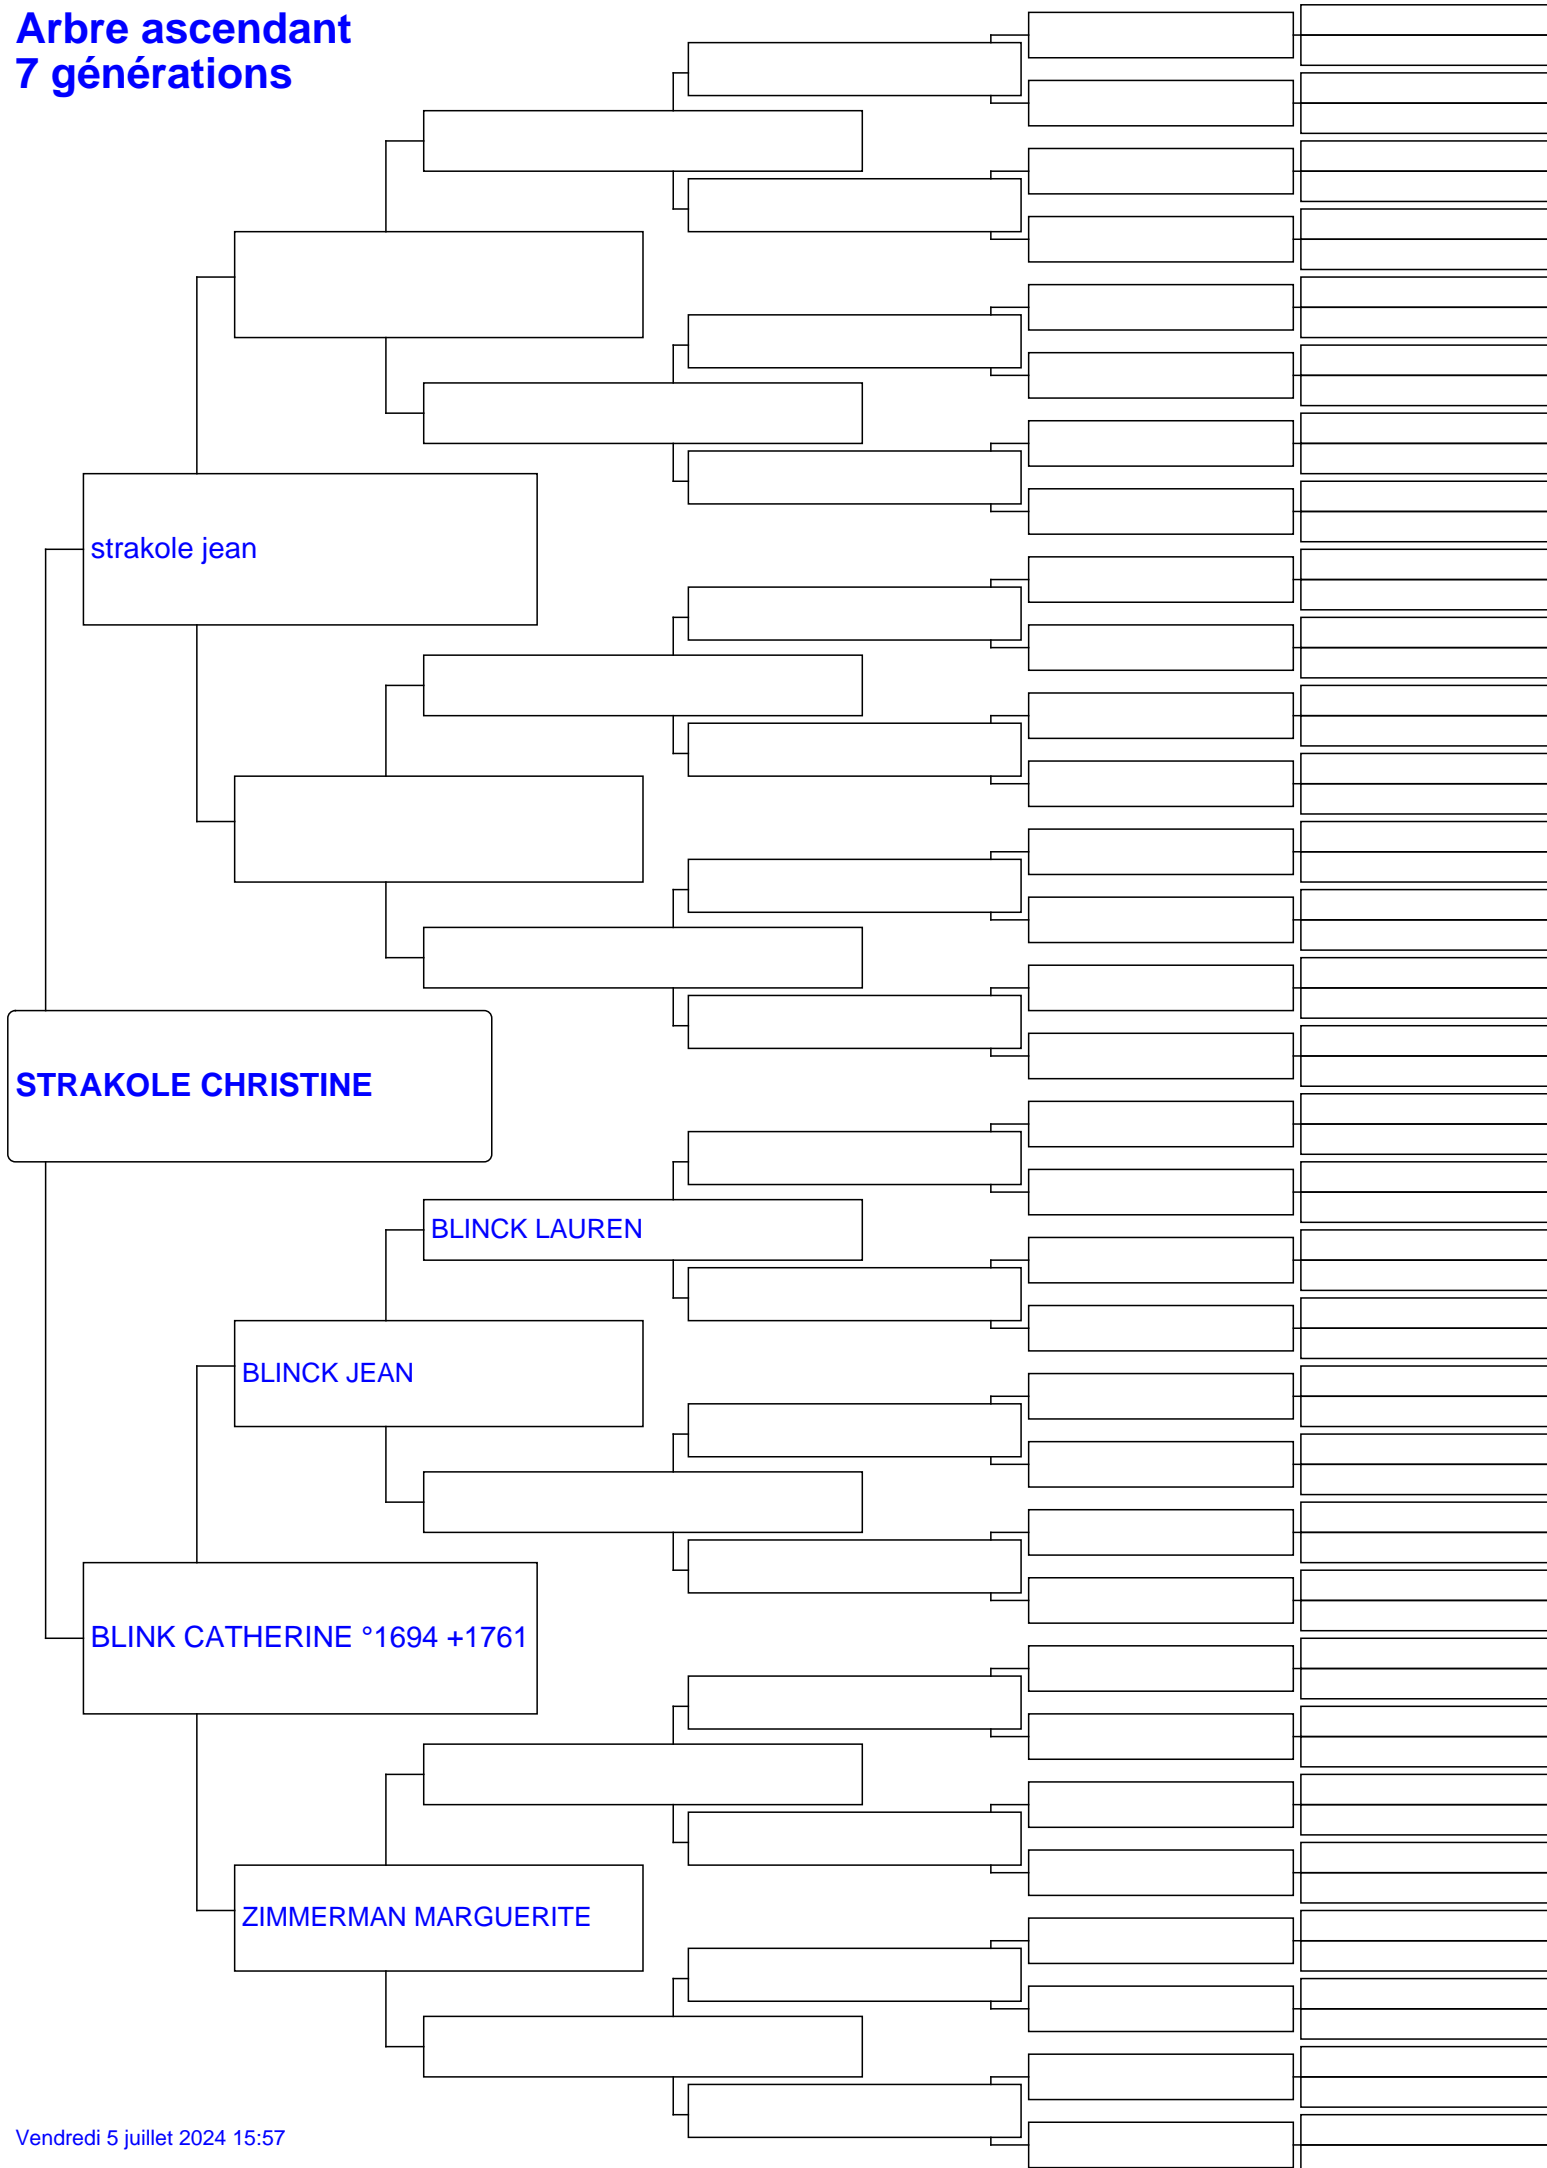 Arbre ascendant
7 générations
strakole jean
STRAKOLE CHRISTINE
BLINCK LAUREN
BLINCK JEAN
BLINK CATHERINE °1694 +1761
ZIMMERMAN MARGUERITE
Vendredi 5 juillet 2024 15:57